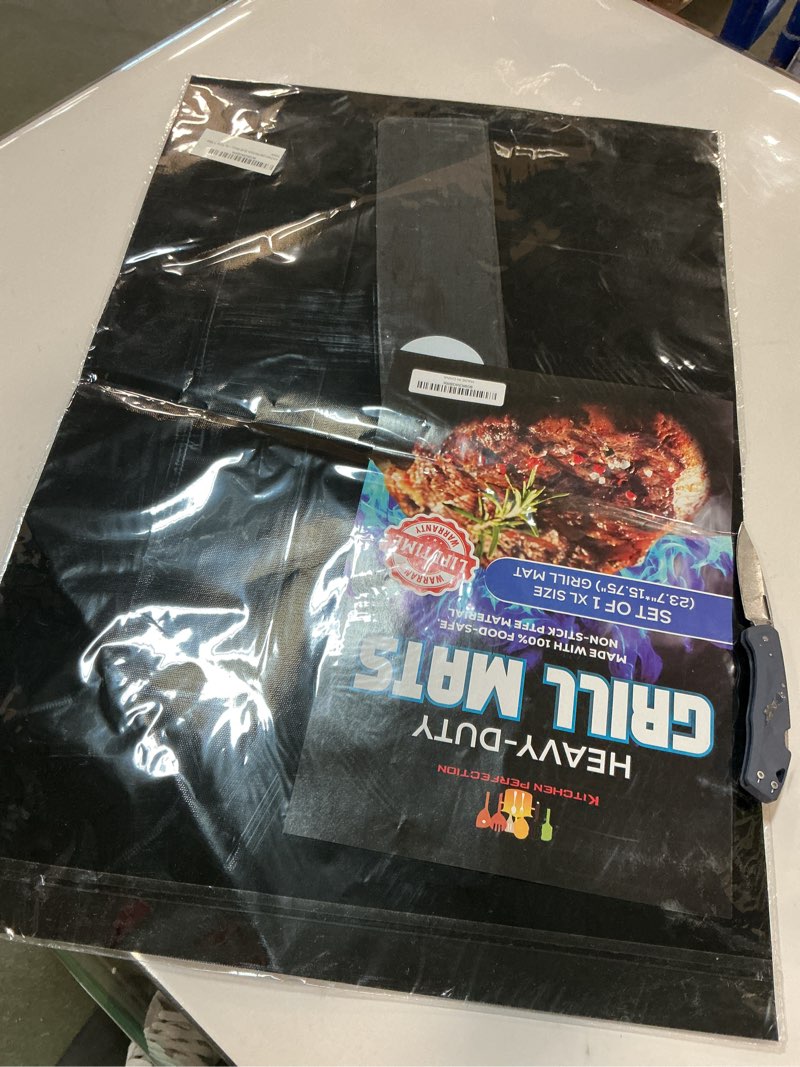 KITCHEN PERFECTION
HEAVY-DUTY
GRILL MATS
MADE WITH 100% FOOD-SAFE.
NON-STICK PTFE MATERIAL
SET OF 1 XL SIZE
(23.7"*15.75") GRILL MAT
WARRANTY
LIFETIME
WARRANTY